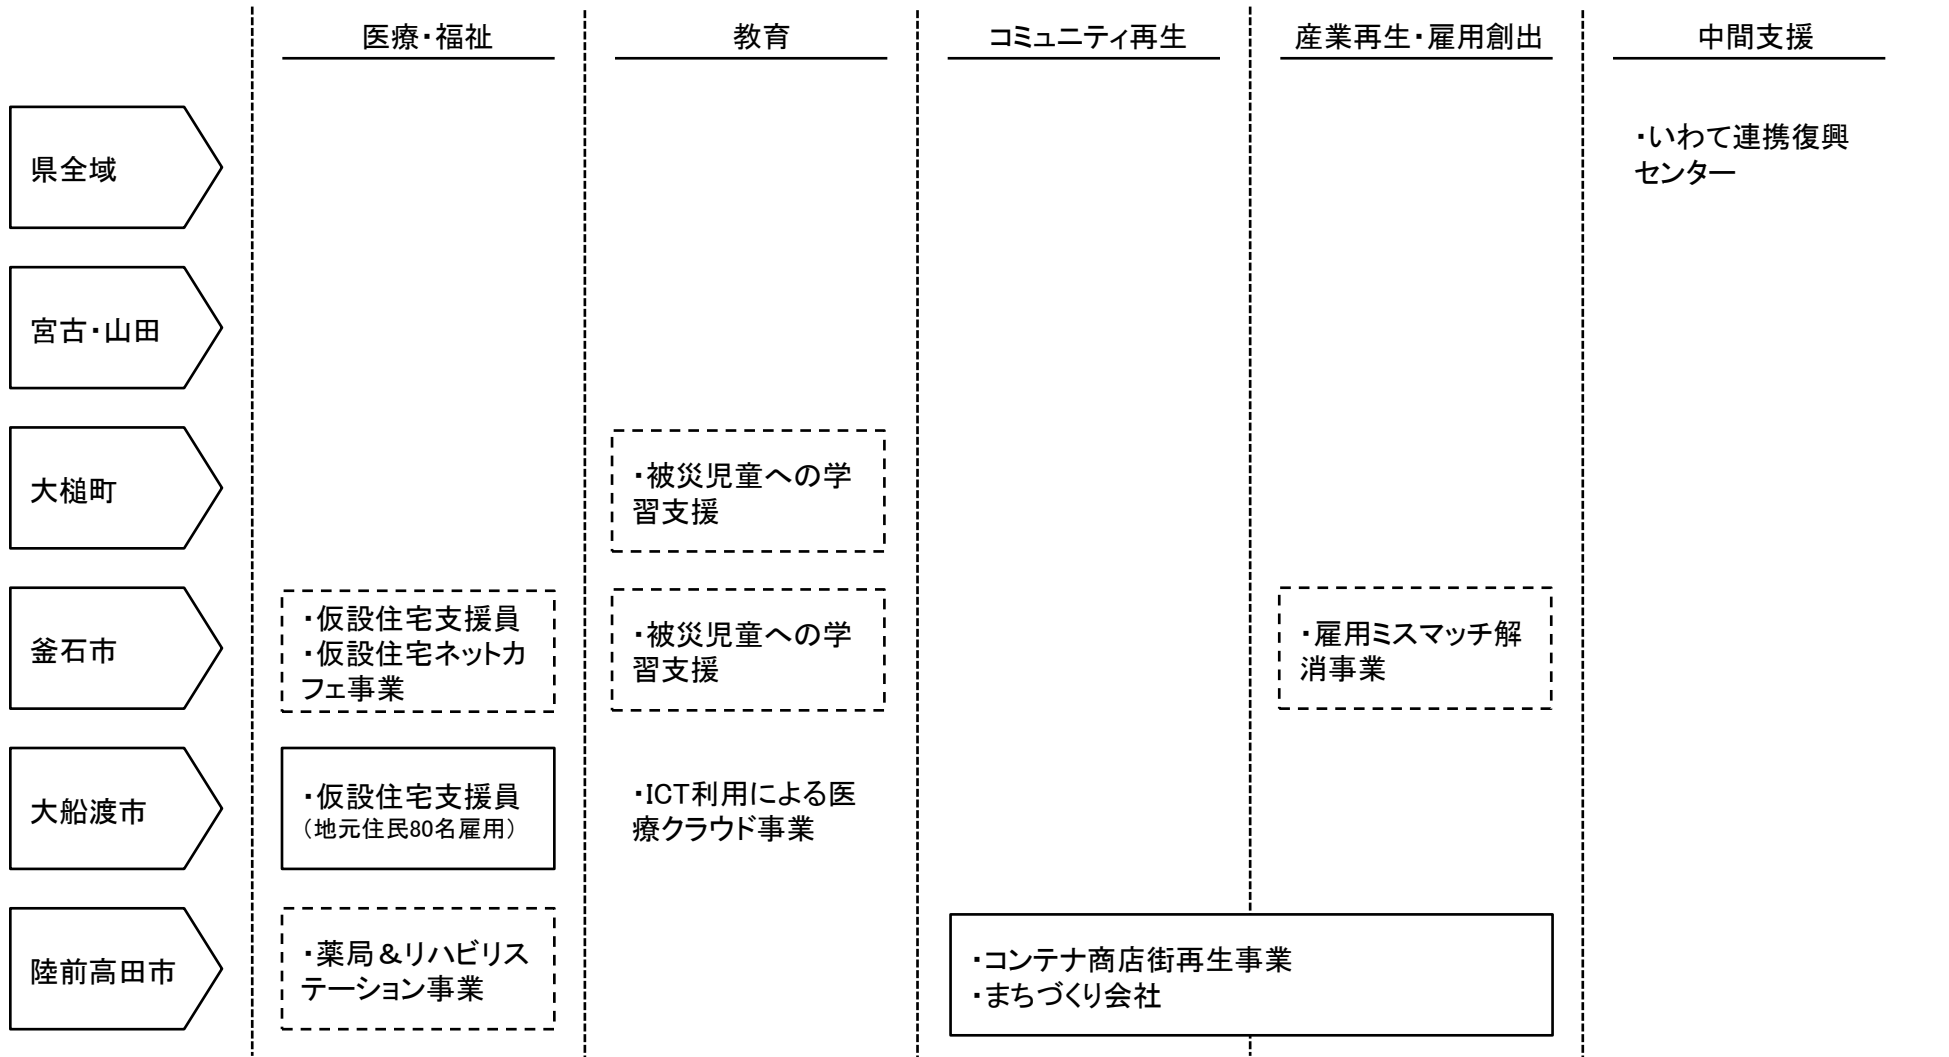 医療・福祉
教育
コミュニティ再生
産業再生・雇用創出
中間支援
県全域
・いわて連携復興
センター
宮古・山田
大槌町
・被災児童への学
習支援
釜石市
・仮設住宅支援員
・仮設住宅ネットカ
フェ事業
・被災児童への学
習支援
・雇用ミスマッチ解
消事業
大船渡市
・仮設住宅支援員
（地元住民80名雇用）
・ICT利用による医
療クラウド事業
陸前高田市
・薬局＆リハビリス
テーション事業
・コンテナ商店街再生事業
・まちづくり会社